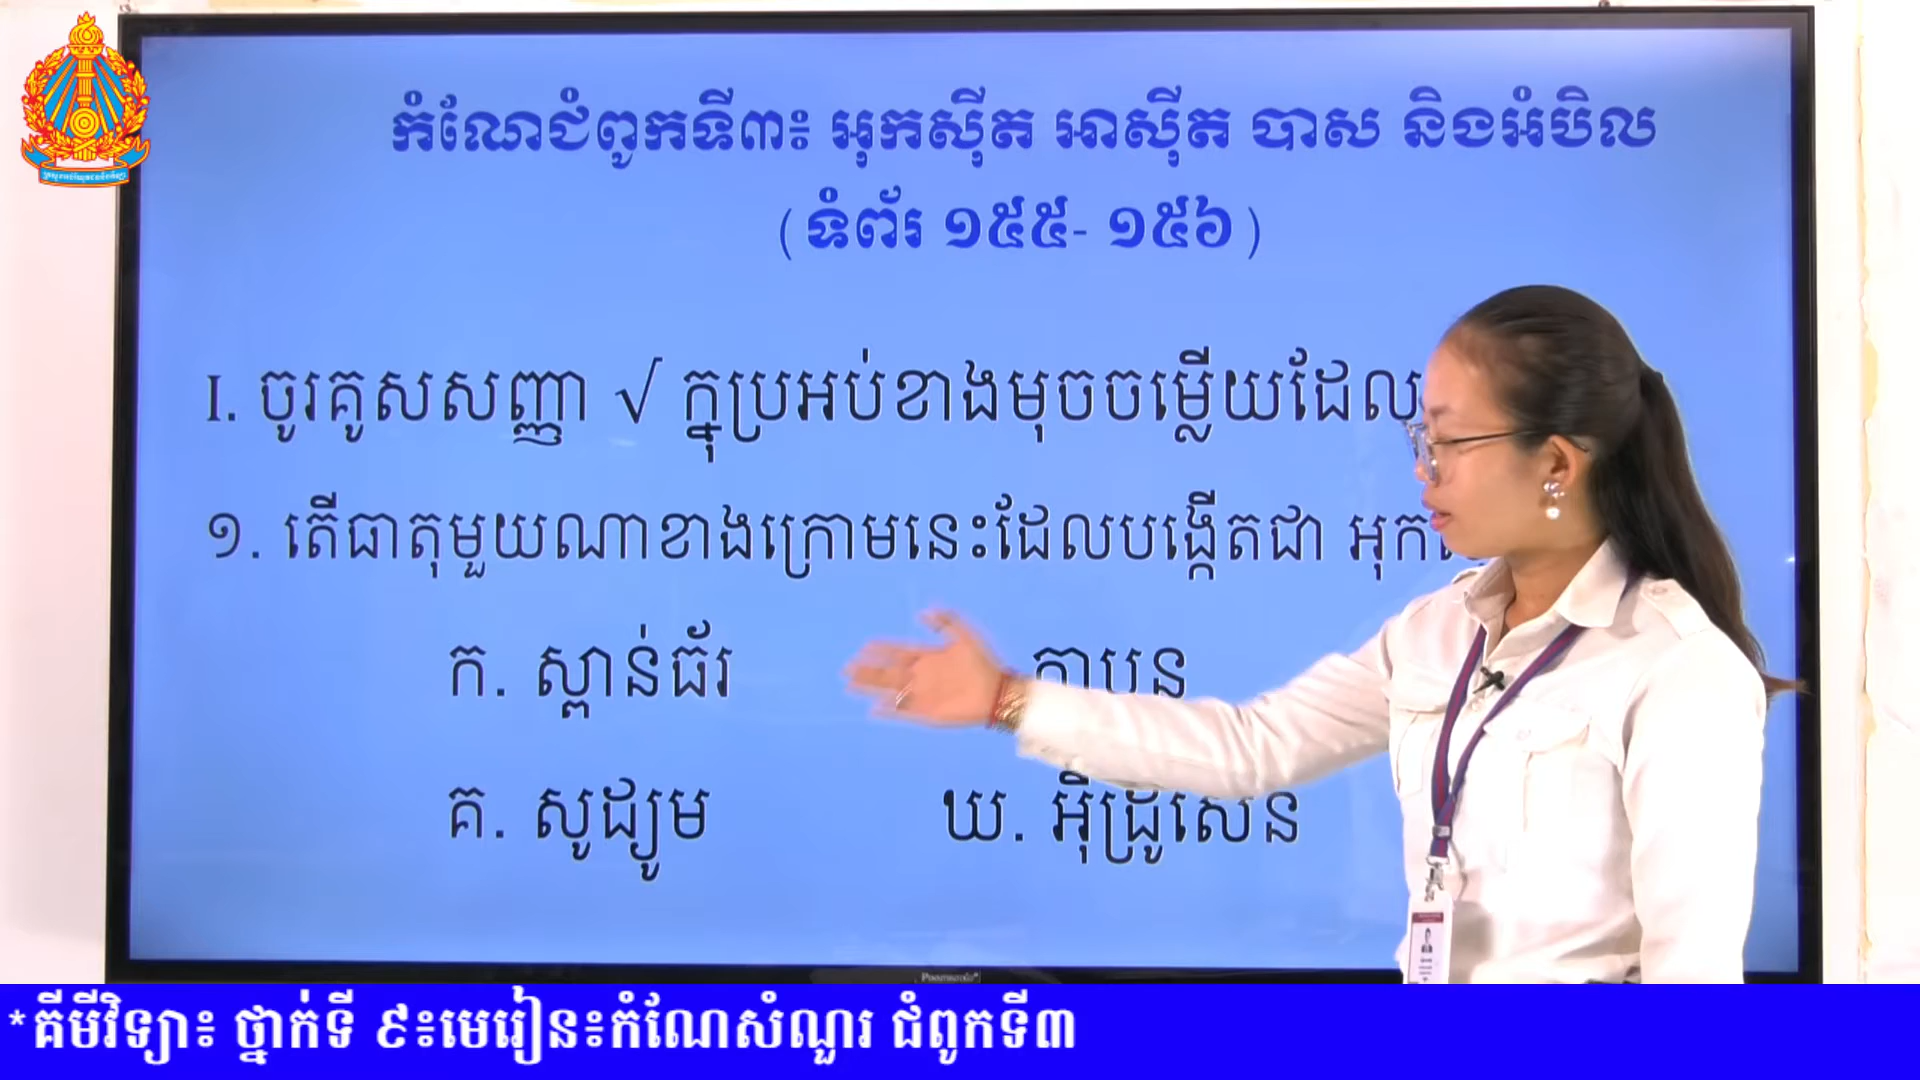 កំណែជំពូកទី៣៖ អុកស៊ីត អាស៊ីត បាស និងអំបិល
(ទំព័រ ១៥៥- ១៥៦)
I. ចូរគូសសញ្ញា √ ក្នុប្រអប់ខាងមុចចម្លើយដែល
១. តើធាតុមួយណាខាងក្រោមនេះដែលបង្កើតជា
ក. ស្ពាន់ធ័រ
កាបូន
គ. សូដ្យូម
ឃ. អ៊ីដ្រូសែន
*គីមីវិទ្យា៖ ថ្នាក់ទី ៩៖មេរៀន៖កំណែសំណួរ ជំពូកទី៣